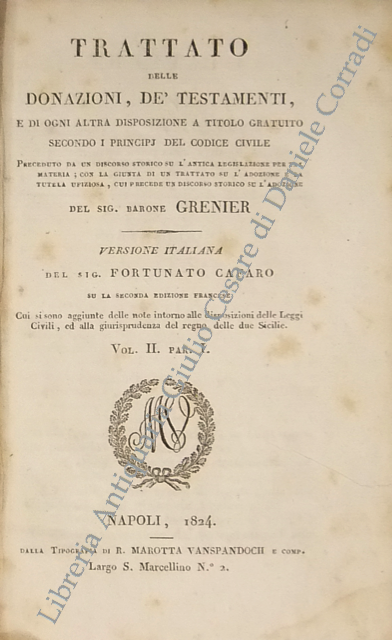 TRATTATO
DELLE
DONAZIONI, DE' TESTAMENTI,
E DI OGNI ALTRA DISPOSIZIONE A TITOLO GRATUITO
SECONDO I PRINCIPJ DEL CODICE CIVILE
PRECEDUTO DA UN DISCORSO STORICO SU L'ANTICA LEGISLAZIONE PER TAL
MATERIA; CON LA GIUNTA DI UN TRATTATO SU L'ADOZIONE E LA
TUTELA UFIZIOSA, CUI PRECEDE UN DISCORSO STORICO SU L'ADOZIONE
DEL SIG. BARONE GRENIER
VERSIONE ITALIANA
DEL SIG. FORTUNATO CAFARO
SU LA SECONDA EDIZIONE FRANCESE
Cui si sono aggiunte delle note intorno alle disposizioni delle Leggi
Civili, ed alla giurisprudenza del regno delle due Sicilie.
VOL. II. PAR. I.
NAPOLI, 1824.
DALLA TIPOGRAFIA DI R. MAROTTA VANSPANDOCH E COMP.
Largo S. Marcellino N.° 2.
Libreria Antiquaria Giulio Cesare di Daniele Corradi